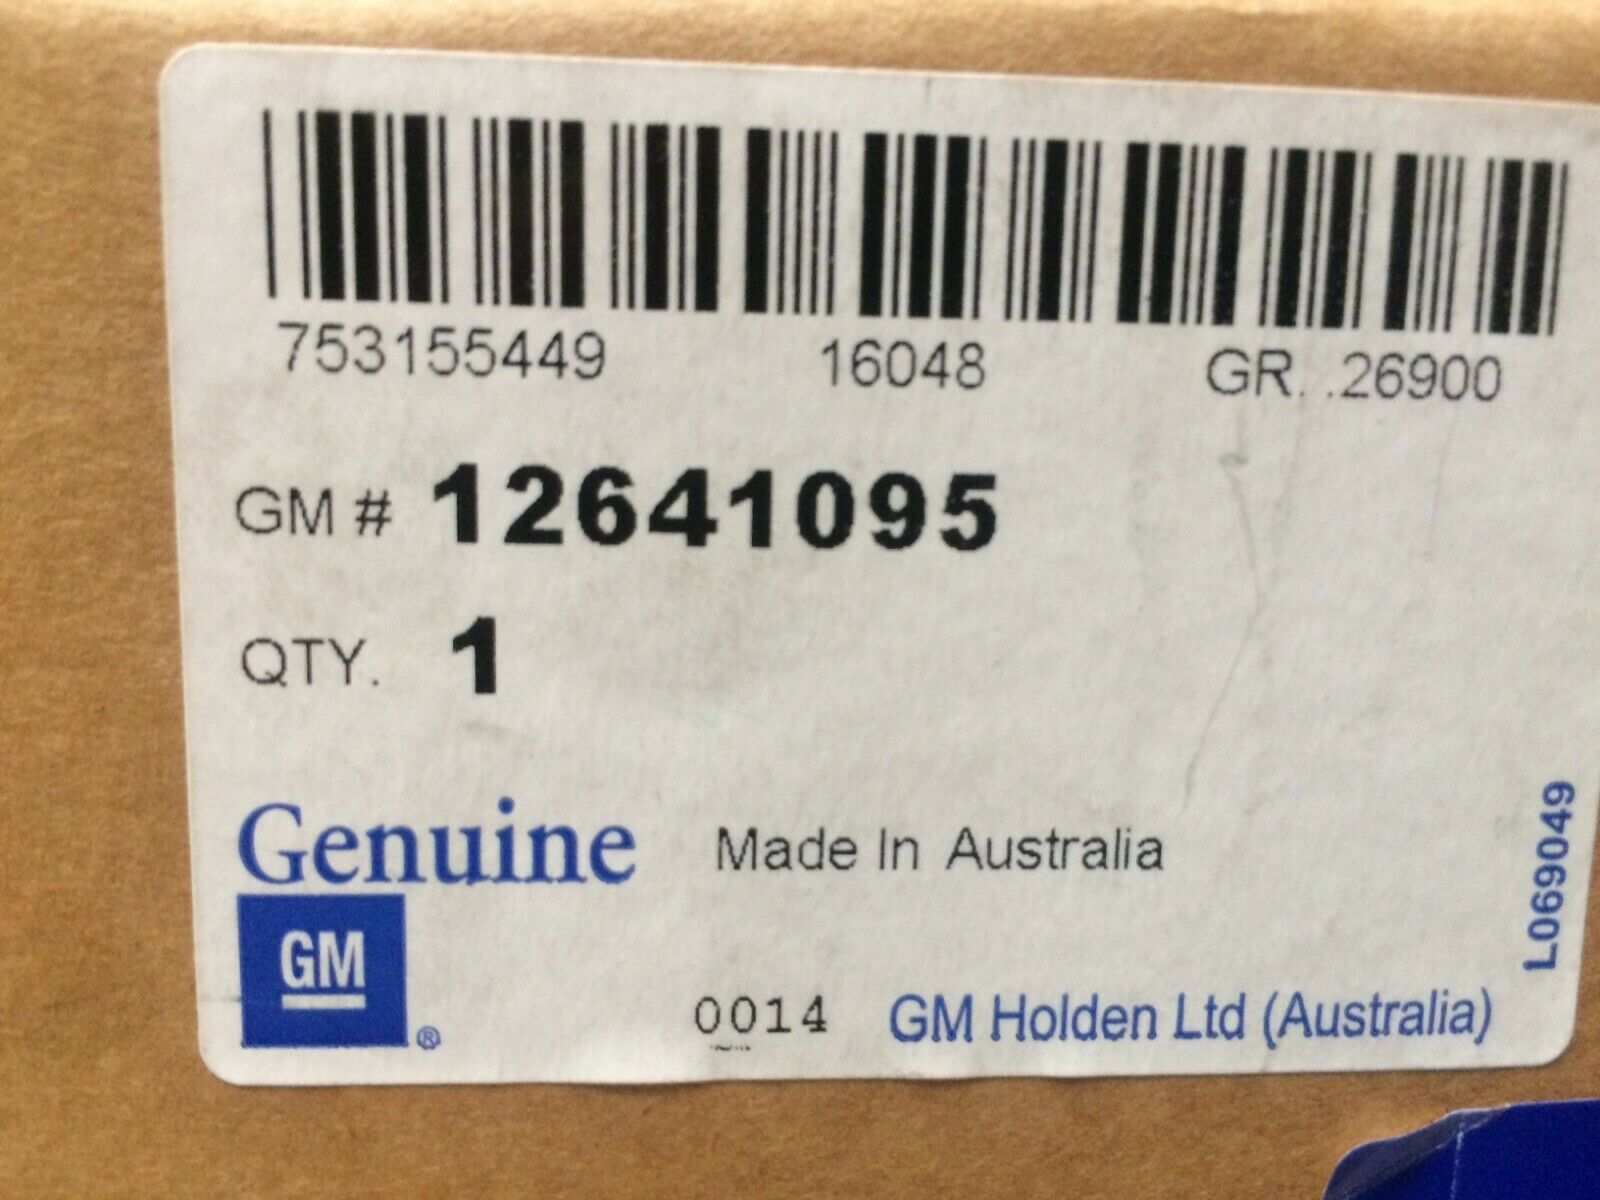 753155449 16048 GR. .26900
GM # 12641095
QTY. 1
Genuine Made In Australia
GM ®
0014 GM Holden Ltd (Australia)
L069049